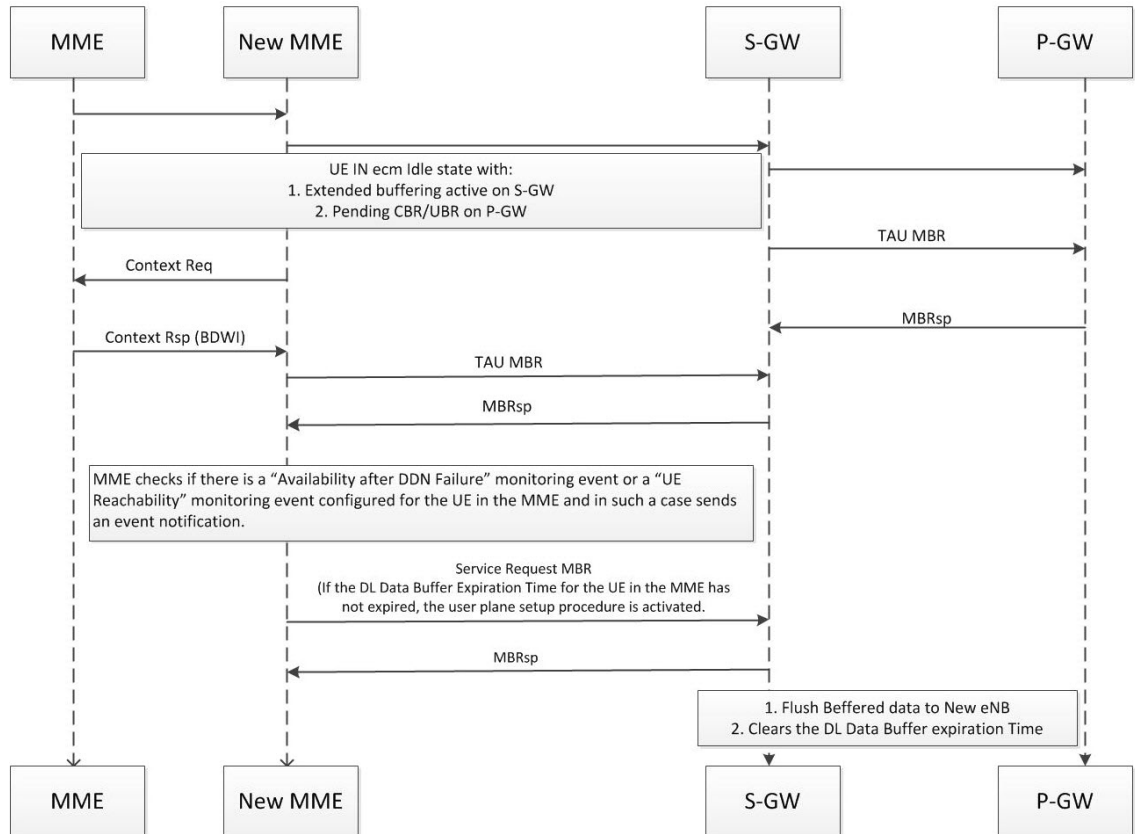 MME
New MME
S-GW
P-GW
UE IN ecm Idle state with:
1. Extended buffering active on S-GW
2. Pending CBR/UBR on P-GW
TAU MBR
Context Req
MBRsp
Context Rsp (BDWI)
TAU MBR
MBRsp
MME checks if there is a “Availability after DDN Failure” monitoring event or a “UE
Reachability” monitoring event configured for the UE in the MME and in such a case sends
an event notification.
Service Request MBR
(If the DL Data Buffer Expiration Time for the UE in the MME has
not expired, the user plane setup procedure is activated.
MBRsp
1. Flush Beffered data to New eNB
2. Clears the DL Data Buffer expiration Time
MME
New MME
S-GW
P-GW